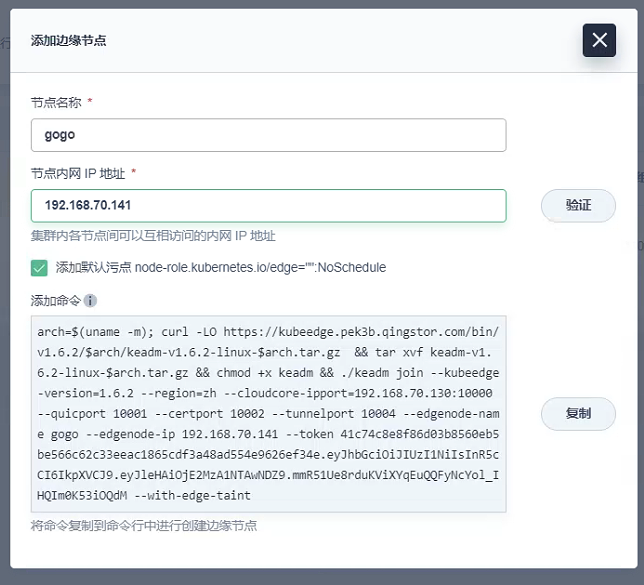 添加边缘节点
节点名称 *
gogo
节点内网 IP 地址 *
192.168.70.141
验证
集群内各节点间可以互相访问的内网 IP 地址
添加默认污点 node-role.kubernetes.io/edge="":NoSchedule
添加命令
arch=$(uname -m); curl -LO https://kubeedge.pek3b.qingstor.com/bin/
v1.6.2/$arch/keadm-v1.6.2-linux-$arch.tar.gz  && tar xvf keadm-v1.
6.2-linux-$arch.tar.gz && chmod +x keadm && ./keadm join --kubeedge
-version=1.6.2 --region=zh --cloudcore-ipport=192.168.70.130:10000
--quicport 10001 --certport 10002 --tunnelport 10004 --edgenode-nam
e gogo --edgenode-ip 192.168.70.141 --token 41c74c8e8f86d03b8560eb5
be566c62c33eeac1865cdf3a48ad554e9626ef34e.eyJhbGciOiJIUzI1NiIsInR5c
CI6IkpXVCJ9.eyJleHAiOjE2MzA1NTAwNDZ9.mmR51Ue8rduKViXYqEuQQFyNcYol_I
HQIm0K53iOQdM --with-edge-taint
复制
将命令复制到命令行中进行创建边缘节点